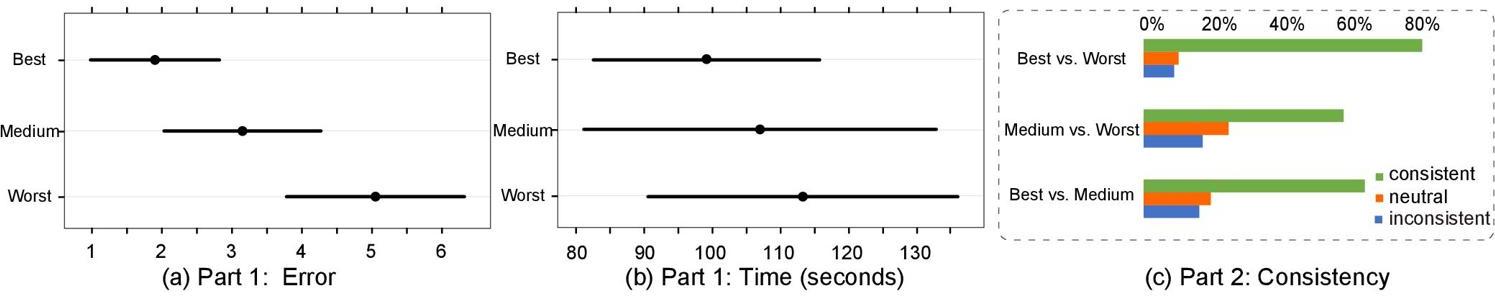 Best
Medium
Worst
1 2 3 4 5 6
(a) Part 1: Error
Best
Medium
Worst
80 90 100 110 120 130
(b) Part 1: Time (seconds)
0% 20% 40% 60% 80%
Best vs. Worst
Medium vs. Worst
Best vs. Medium
consistent
neutral
inconsistent
(c) Part 2: Consistency